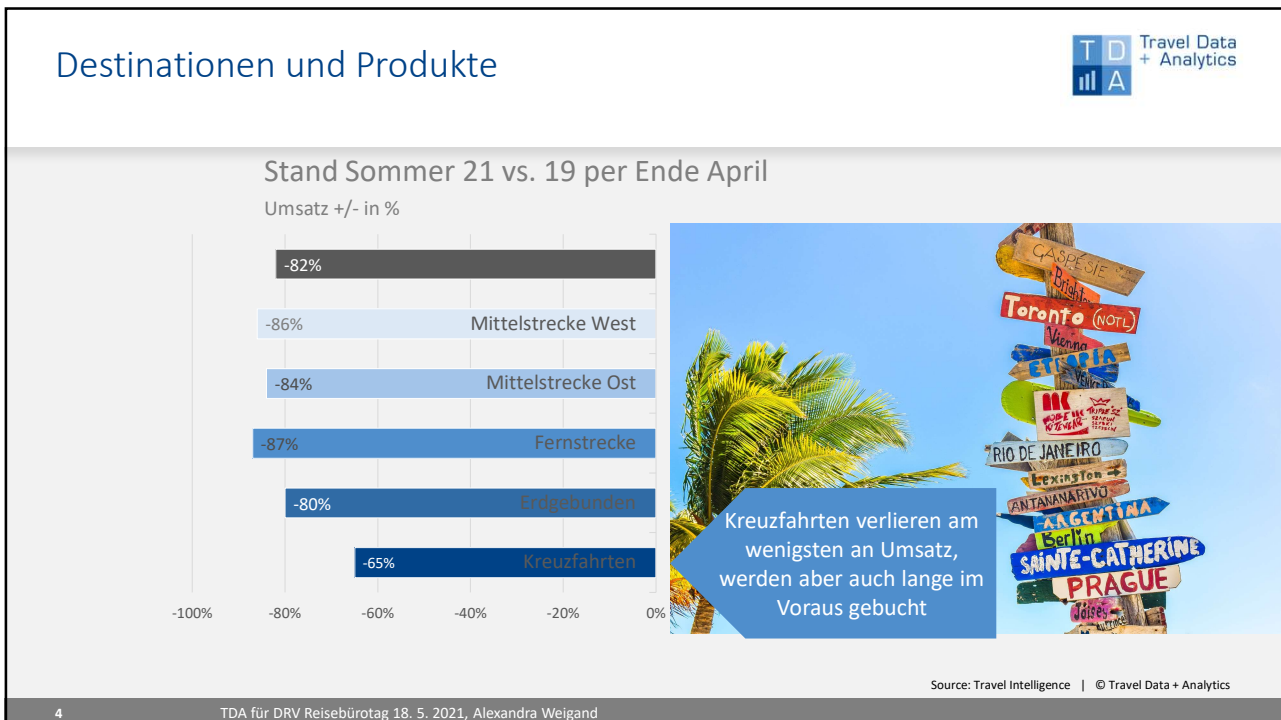 Destinationen und Produkte
T D
A
Travel Data
+ Analytics
Stand Sommer 21 vs. 19 per Ende April
Umsatz +/- in %
-82%
-86% Mittelstrecke West
-84% Mittelstrecke Ost
-87% Fernstrecke
-80% Erdgebunden
-65% Kreuzfahrten
-100% -80% -60% -40% -20% 0%
GASPÉSIE
Toronto (NOTL)
Vienna
RIO DE JANEIRO
Lexington
ANTANANARIVO
ARGENTINA
Berlin
SAINTE-CATHERINE
PRAGUE
Kreuzfahrten verlieren am
wenigsten an Umsatz,
werden aber auch lange im
Voraus gebucht
Source: Travel Intelligence | © Travel Data + Analytics
4 TDA für DRV Reisebürotag 18. 5. 2021, Alexandra Weigand